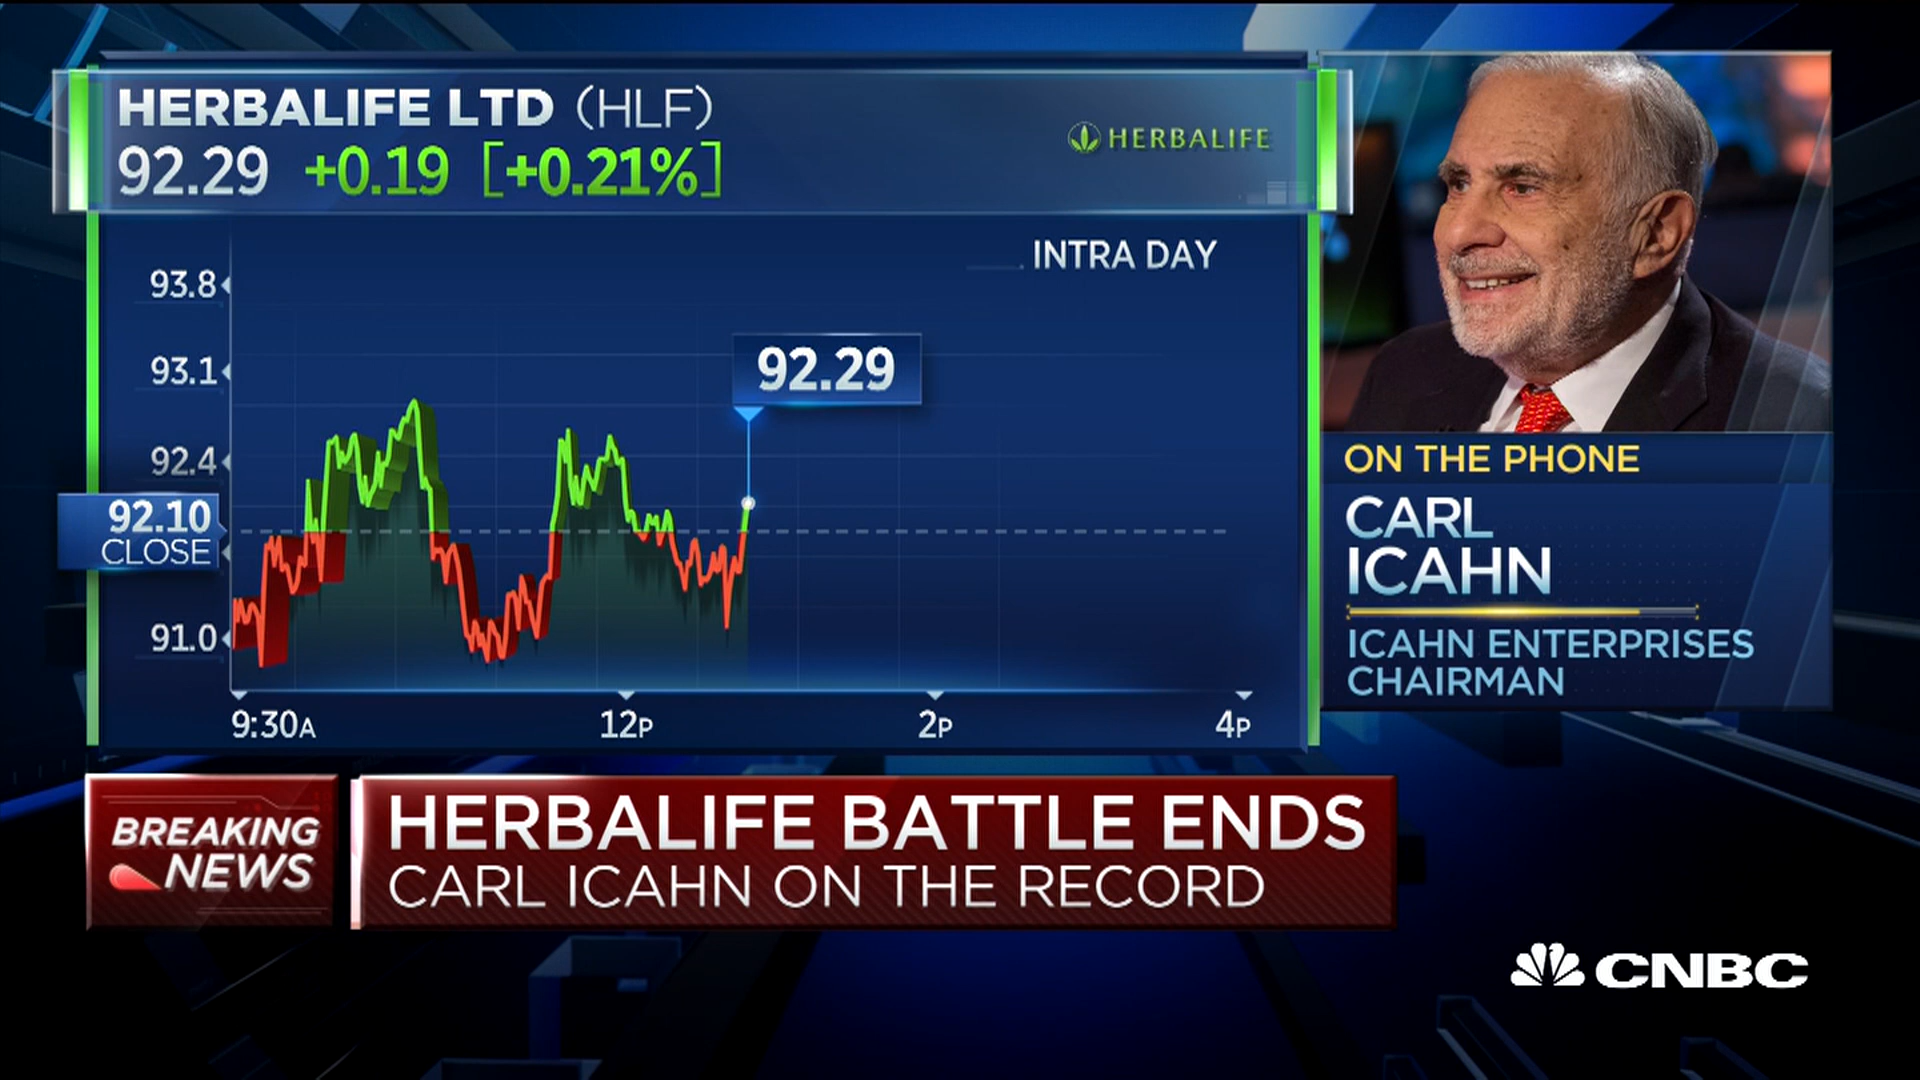 HERBALIFE LTD (HLF)
92.29 +0.19 [+0.21%]
HERBALIFE
INTRA DAY
93.8
93.1
92.29
92.4
92.10
CLOSE
91.0
9:30A 12P 2P 4P
ON THE PHONE
CARL
ICAHN
ICAHN ENTERPRISES
CHAIRMAN
BREAKING
NEWS
HERBALIFE BATTLE ENDS
CARL ICAHN ON THE RECORD
CNBC